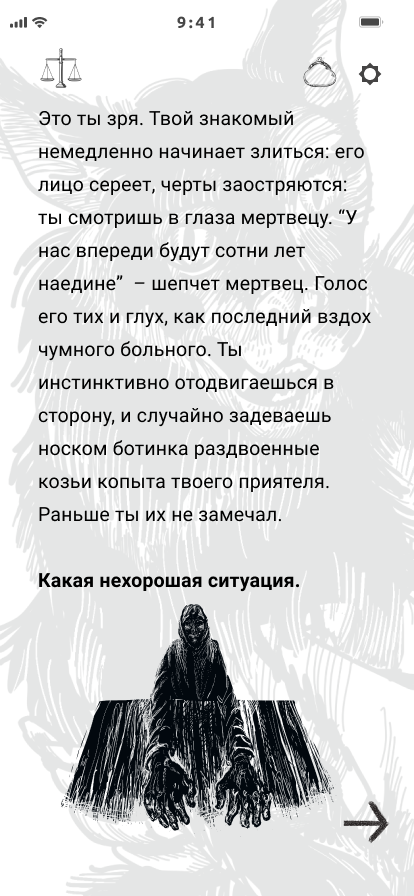 9:41
Это ты зря. Твой знакомый
немедленно начинает злиться: его
лицо сереет, черты заостряются:
ты смотришь в глаза мертвецу. “У
нас впереди будут сотни лет
наедине”  – шепчет мертвец. Голос
его тих и глух, как последний вздох
чумного больного. Ты
инстинктивно отодвигаешься в
сторону, и случайно задеваешь
носком ботинка раздвоенные
козьи копыта твоего приятеля.
Раньше ты их не замечал.
Какая нехорошая ситуация.